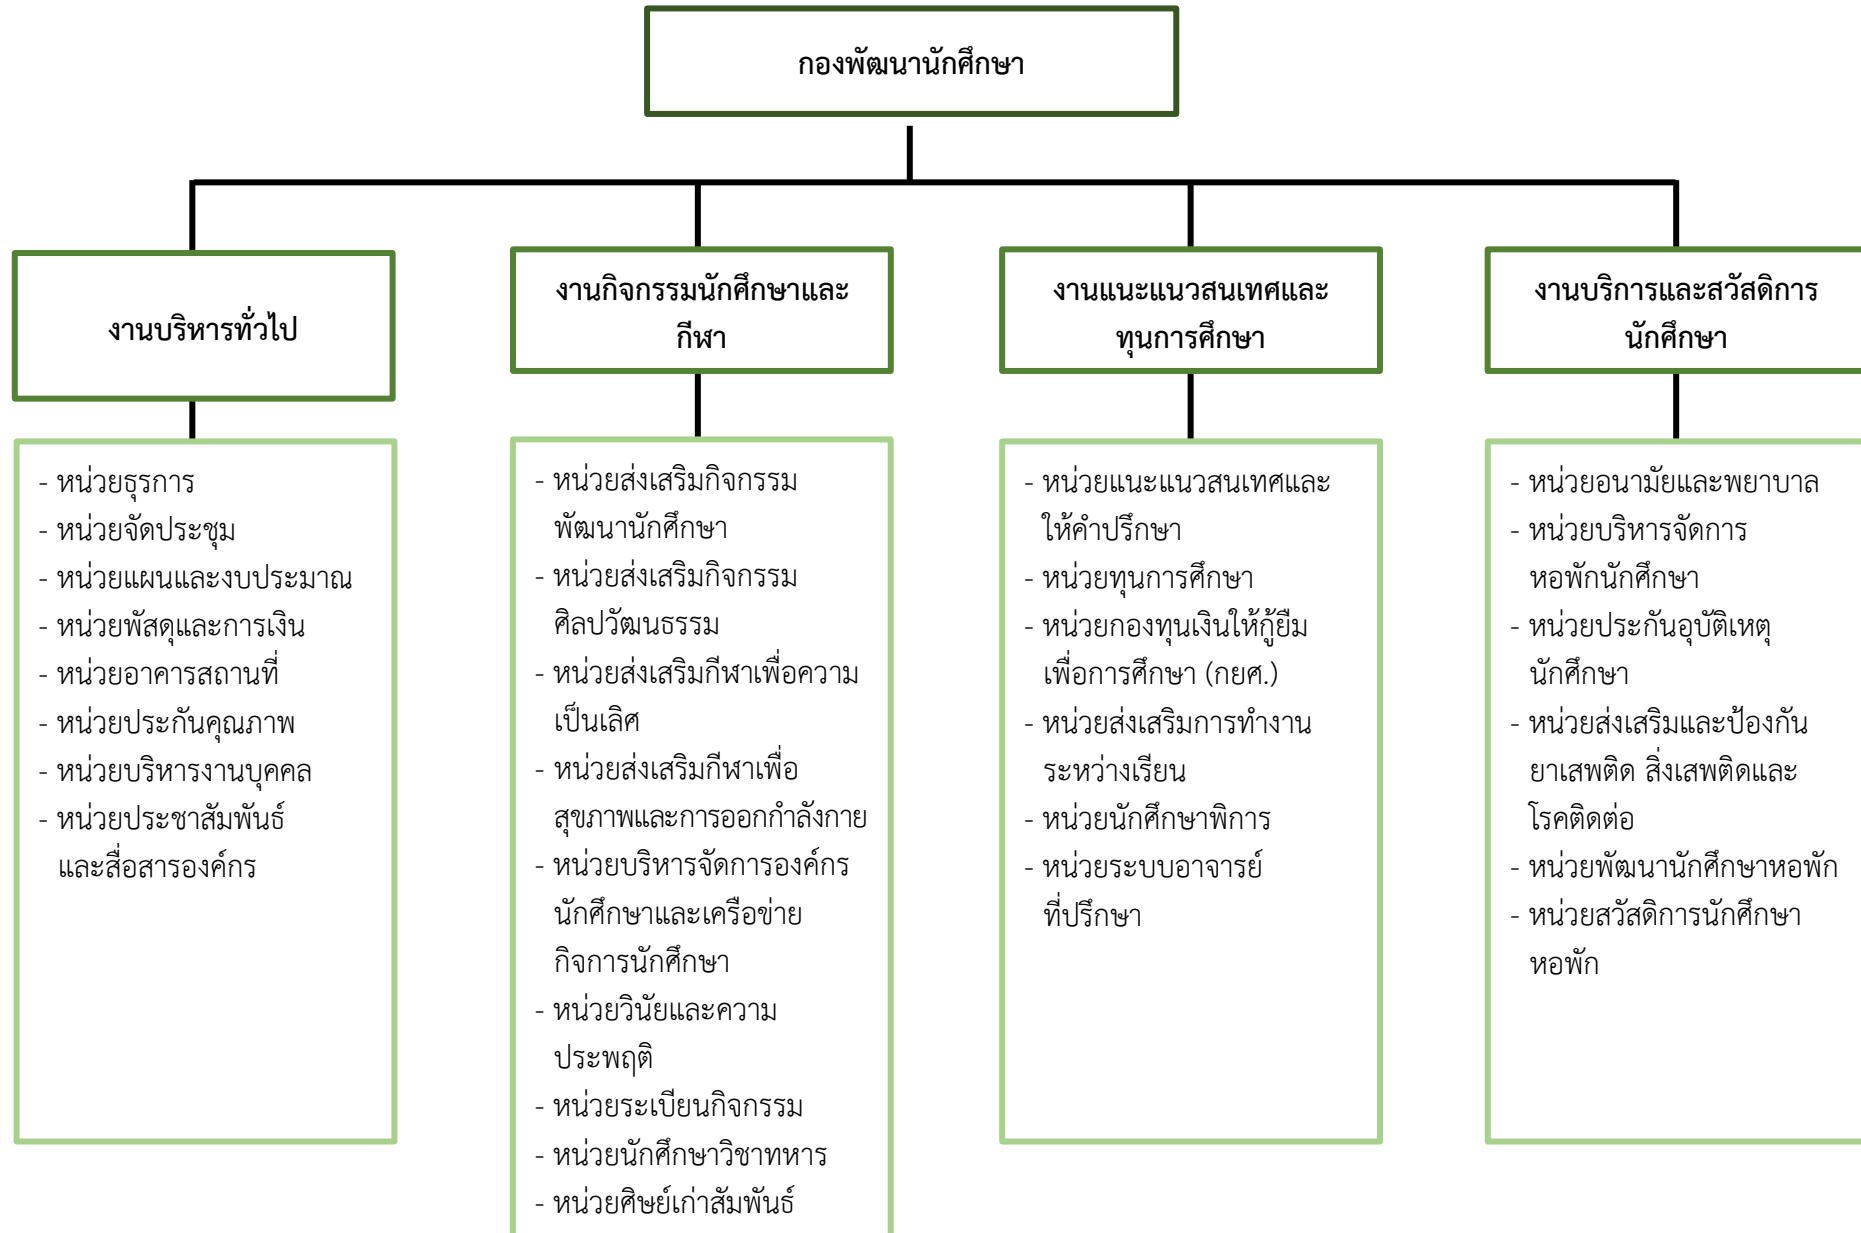 กองพัฒนานักศึกษา
งานบริหารทั่วไป
- หน่วยธุรการ
- หน่วยจัดประชุม
- หน่วยแผนและงบประมาณ
- หน่วยพัสดุและการเงิน
- หน่วยอาคารสถานที่
- หน่วยประกันคุณภาพ
- หน่วยบริหารงานบุคคล
- หน่วยประชาสัมพันธ์
และสื่อสารองค์กร
งานกิจกรรมนักศึกษาและ
กีฬา
- หน่วยส่งเสริมกิจกรรม
พัฒนานักศึกษา
- หน่วยส่งเสริมกิจกรรม
ศิลปวัฒนธรรม
- หน่วยส่งเสริมกีฬาเพื่อความ
เป็นเลิศ
- หน่วยส่งเสริมกีฬาเพื่อ
สุขภาพและการออกกำลังกาย
- หน่วยบริหารจัดการองค์กร
นักศึกษาและเครือข่าย
กิจการนักศึกษา
- หน่วยวินัยและความ
ประพฤติ
- หน่วยระเบียนกิจกรรม
- หน่วยนักศึกษาวิชาทหาร
- หน่วยศิษย์เก่าสัมพันธ์
งานแนะแนวสนเทศและ
ทุนการศึกษา
- หน่วยแนะแนวสนเทศและ
ให้คำปรึกษา
- หน่วยทุนการศึกษา
- หน่วยกองทุนเงินให้กู้ยืม
เพื่อการศึกษา (กยศ.)
- หน่วยส่งเสริมการทำงาน
ระหว่างเรียน
- หน่วยนักศึกษาพิการ
- หน่วยระบบอาจารย์
ที่ปรึกษา
งานบริการและสวัสดิการ
นักศึกษา
- หน่วยอนามัยและพยาบาล
- หน่วยบริหารจัดการ
หอพักนักศึกษา
- หน่วยประกันอุบัติเหตุ
นักศึกษา
- หน่วยส่งเสริมและป้องกัน
ยาเสพติด สิ่งเสพติดและ
โรคติดต่อ
- หน่วยพัฒนานักศึกษาหอพัก
- หน่วยสวัสดิการนักศึกษา
หอพัก